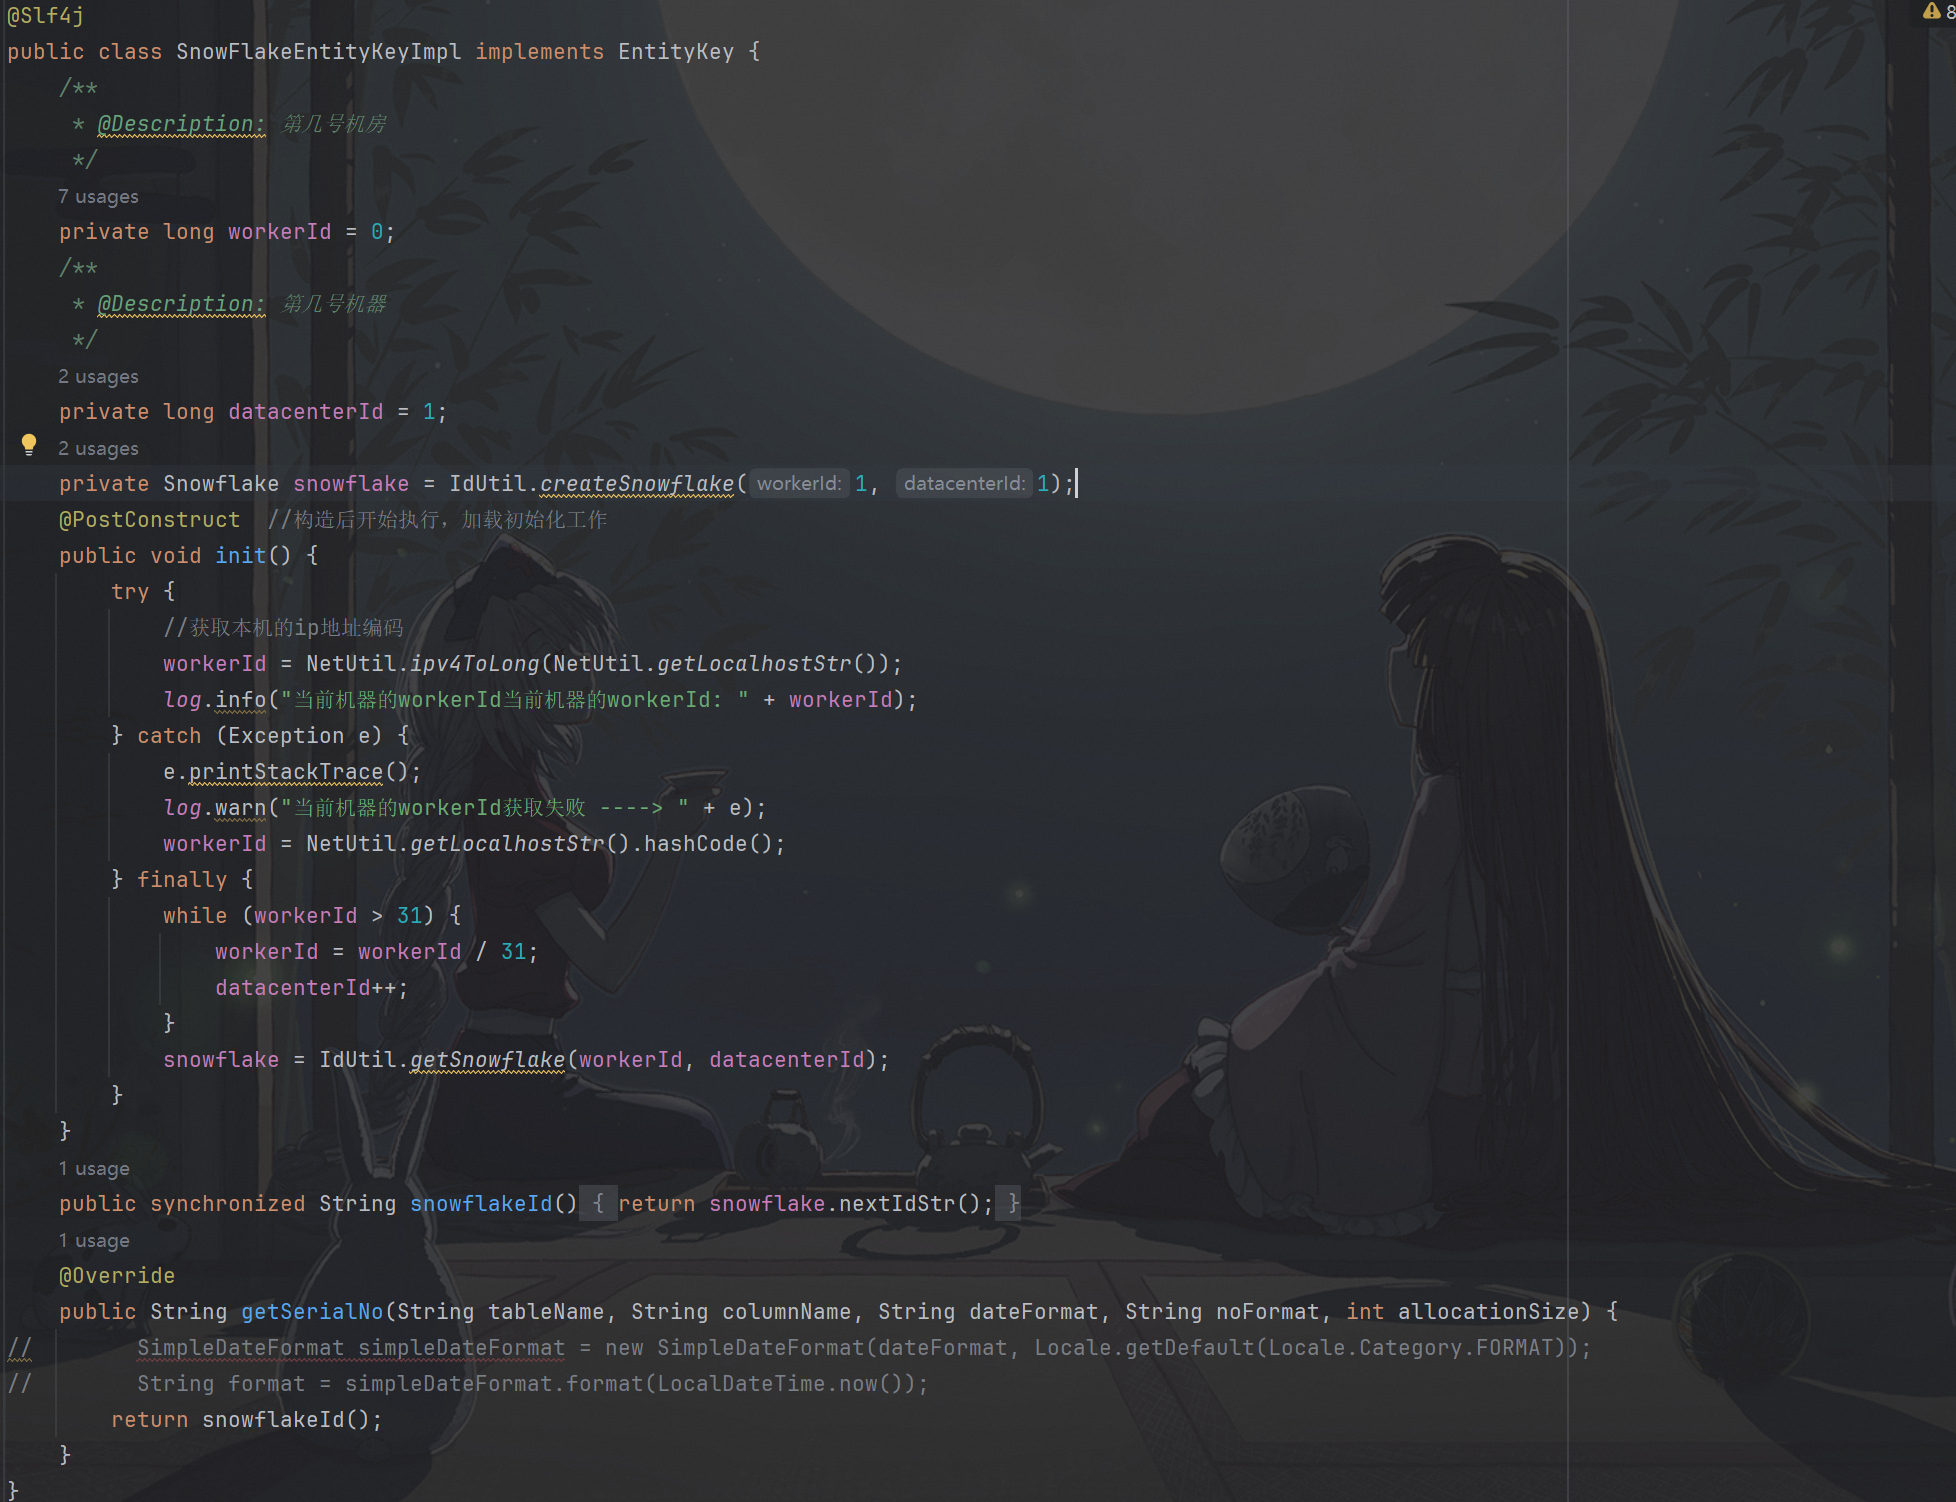 @Slf4j
8
public class SnowFlakeEntityKeyImpl implements EntityKey {
/**
* @Description: 第几号机房
*/
7 usages
private long workerId = 0;
/**
* @Description: 第几号机器
*/
2 usages
private long datacenterId = 1;
2 usages
private Snowflake snowflake = IdUtil.createSnowflake( workerId: 1, datacenterId: 1);
@PostConstruct //构造后开始执行，加载初始化工作
public void init() {
try {
//获取本机的ip地址编码
workerId = NetUtil.ipv4ToLong(NetUtil.getLocalhostStr());
log.info("当前机器的workerId当前机器的workerId: " + workerId);
} catch (Exception e) {
e.printStackTrace();
log.warn("当前机器的workerId获取失败 ----> " + e);
workerId = NetUtil.getLocalhostStr().hashCode();
} finally {
while (workerId > 31) {
workerId = workerId / 31;
datacenterId++;
}
snowflake = IdUtil.getSnowflake(workerId, datacenterId);
}
}
1 usage
public synchronized String snowflakeId() { return snowflake.nextIdStr(); }
1 usage
@Override
public String getSerialNo(String tableName, String columnName, String dateFormat, String noFormat, int allocationSize) {
// SimpleDateFormat simpleDateFormat = new SimpleDateFormat(dateFormat, Locale.getDefault(Locale.Category.FORMAT));
// String format = simpleDateFormat.format(LocalDateTime.now());
return snowflakeId();
}
}